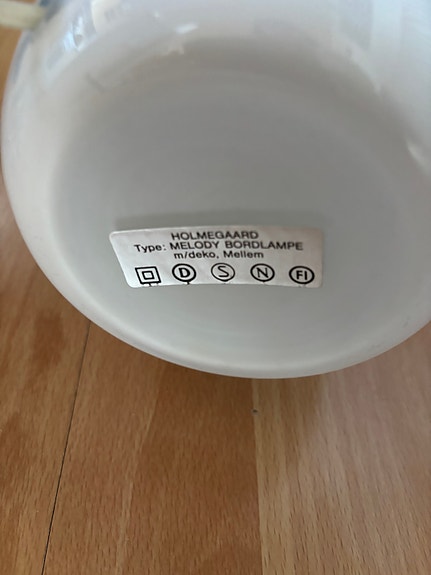 HOLMEGAARD
Type: MELODY BORDLAMPE
m/deko, Mellem
D S N FI